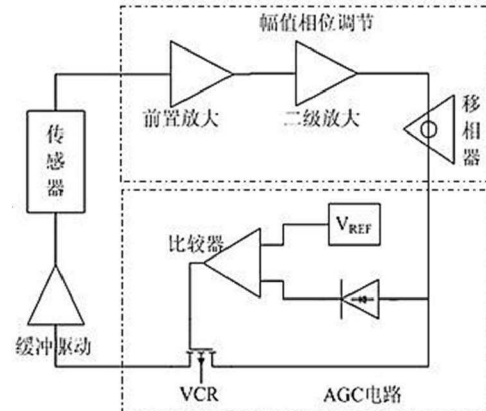 幅值相位调节
前置放大
二级放大
移相器
传感器
比较器
VREF
缓冲驱动
VCR
AGC电路